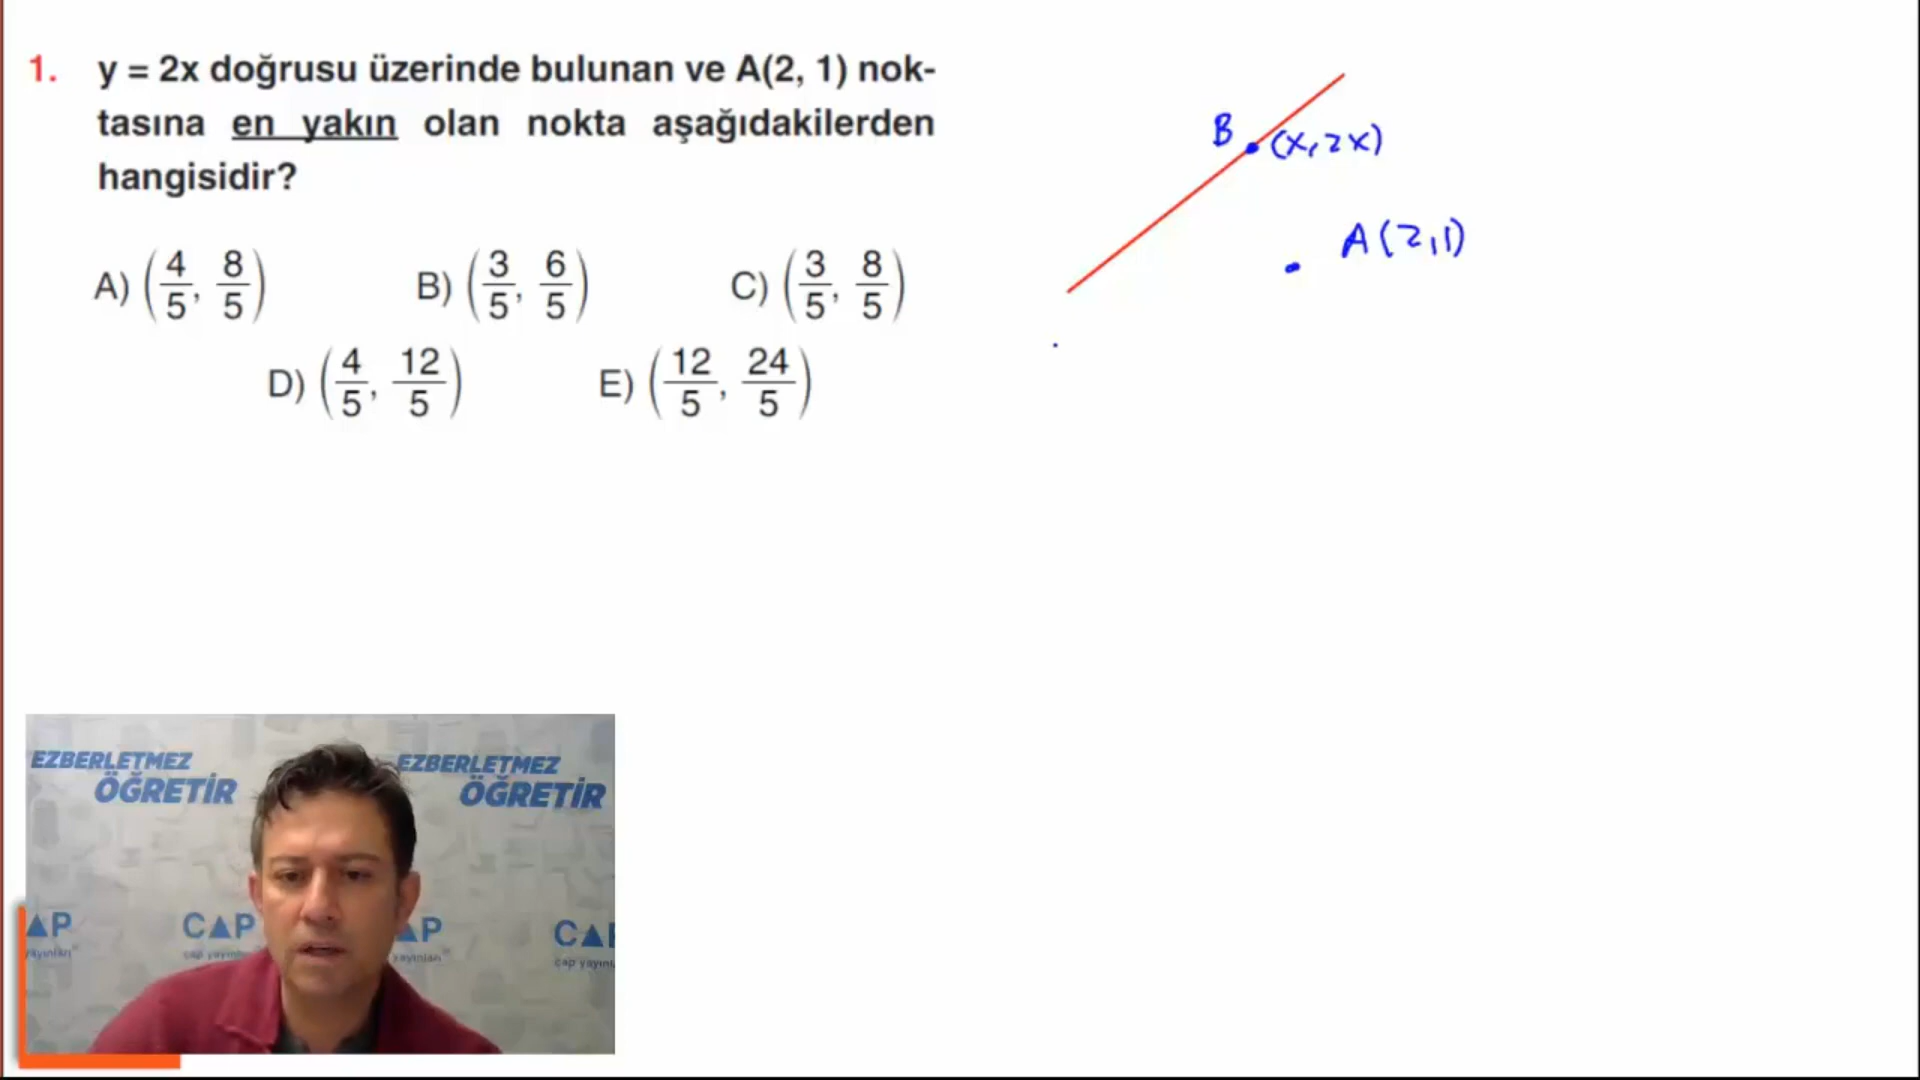 1. y = 2x doğrusu üzerinde bulunan ve A(2, 1) nok-
tasına en yakın olan nokta aşağıdakilerden
hangisidir?
A) (4/5, 8/5) B) (3/5, 6/5) C) (3/5, 8/5)
D) (4/5, 12/5) E) (12/5, 24/5)
B (x, 2x)
A(2,1)
EZBERLETMEZ EZBERLETMEZ
ÖĞRETİR ÖĞRETİR
CAP